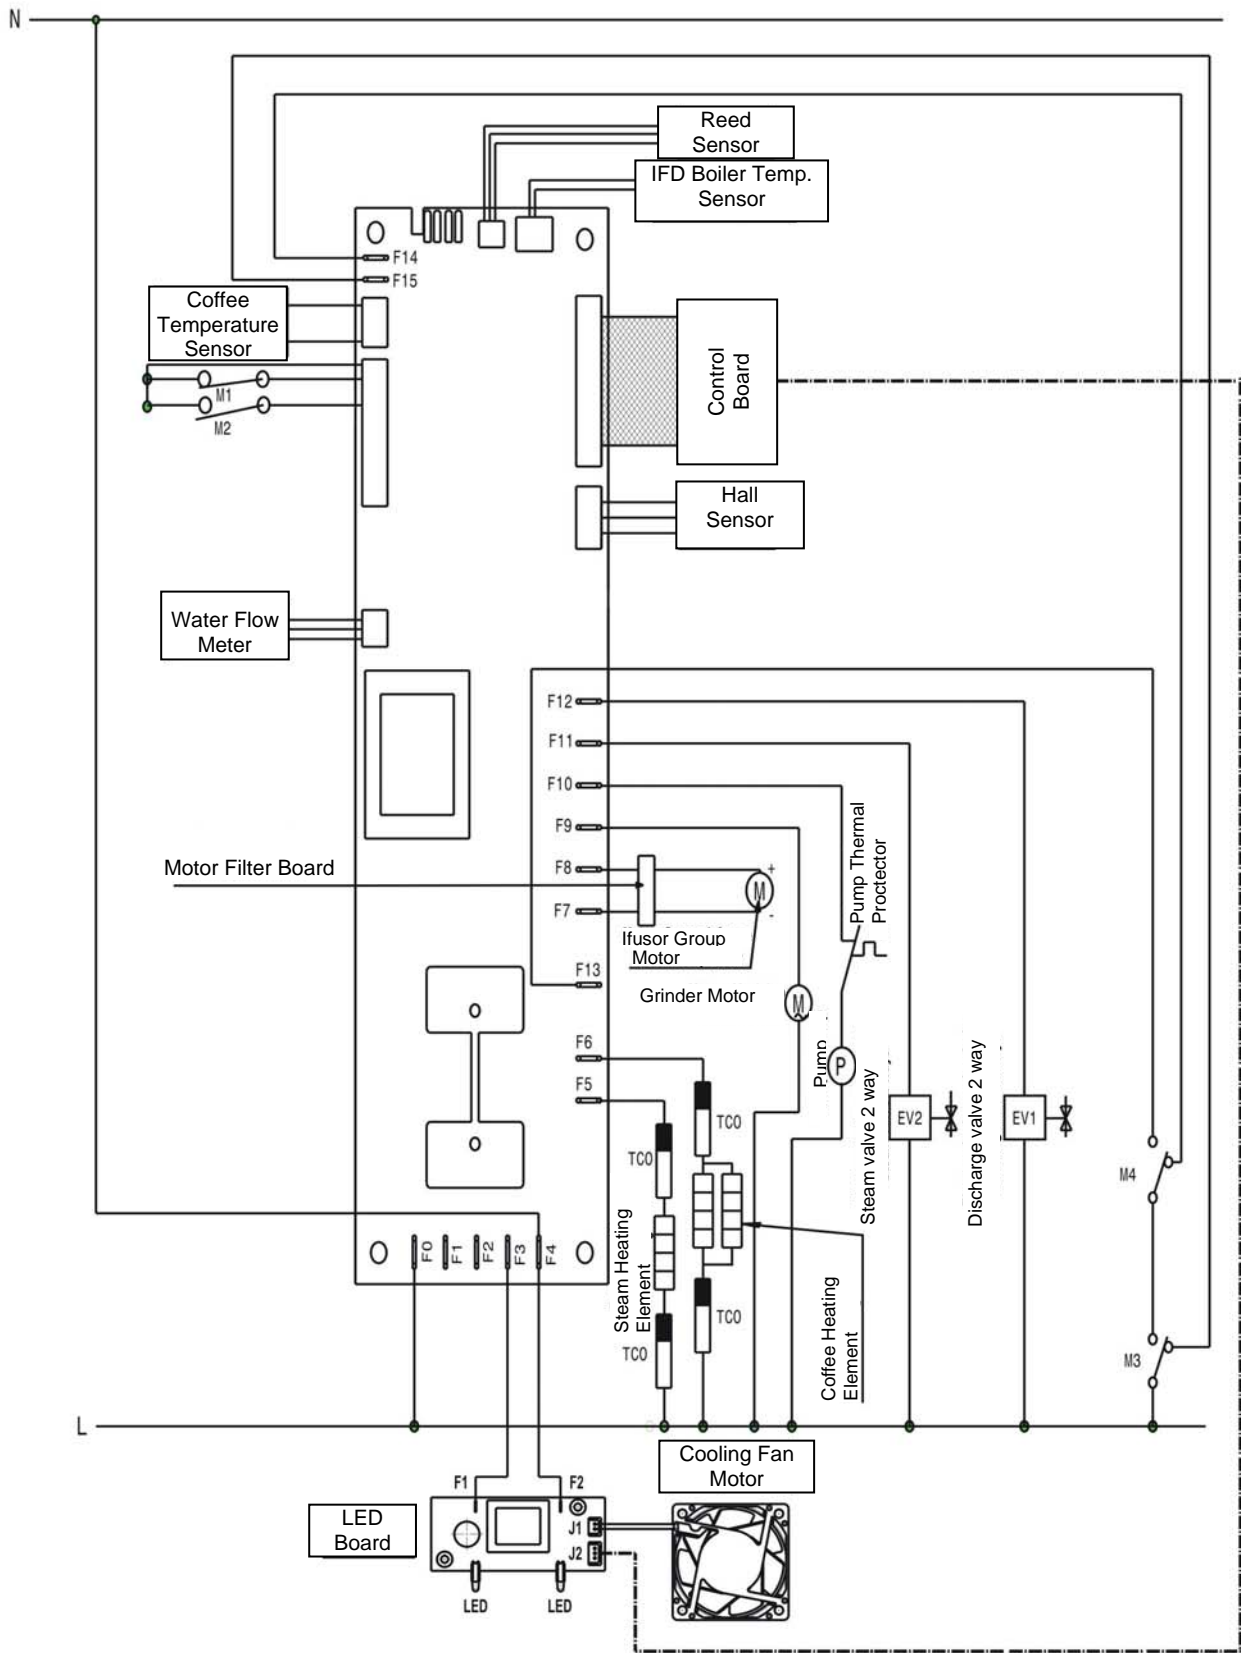 N
Reed
Sensor
IFD Boiler Temp.
Sensor
F14
F15
Coffee
Temperature
Sensor
M1
M2
Control
Board
Hall
Sensor
Water Flow
Meter
F12
F11
F10
F9
F8
F7
+
-
M
Motor Filter Board
Ifusor Group
Motor
Pump Thermal
Proctector
F13
Grinder Motor
M
F6
F5
Pump
P
TCO
TCO
Steam valve 2 way
EV2
Discharge valve 2 way
EV1
M4
F0
F1
F2
F3
F4
Steam Heating
Element
TCO
TCO
Coffee Heating
Element
M3
L
Cooling Fan
Motor
F1
F2
LED
Board
J1
J2
LED
LED